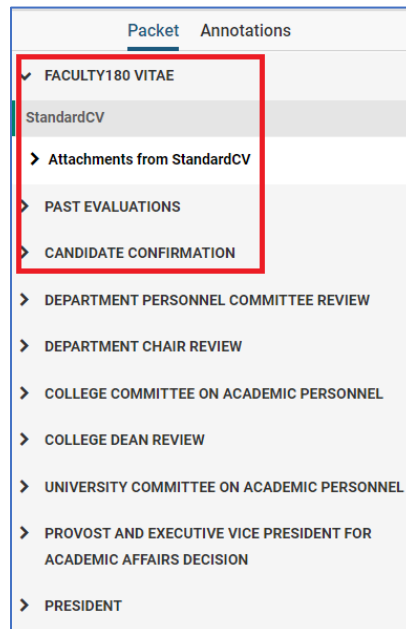 Packet Annotations
FACULTY180 VITAE
StandardCV
Attachments from StandardCV
PAST EVALUATIONS
CANDIDATE CONFIRMATION
DEPARTMENT PERSONNEL COMMITTEE REVIEW
DEPARTMENT CHAIR REVIEW
COLLEGE COMMITTEE ON ACADEMIC PERSONNEL
COLLEGE DEAN REVIEW
UNIVERSITY COMMITTEE ON ACADEMIC PERSONNEL
PROVOST AND EXECUTIVE VICE PRESIDENT FOR
ACADEMIC AFFAIRS DECISION
PRESIDENT